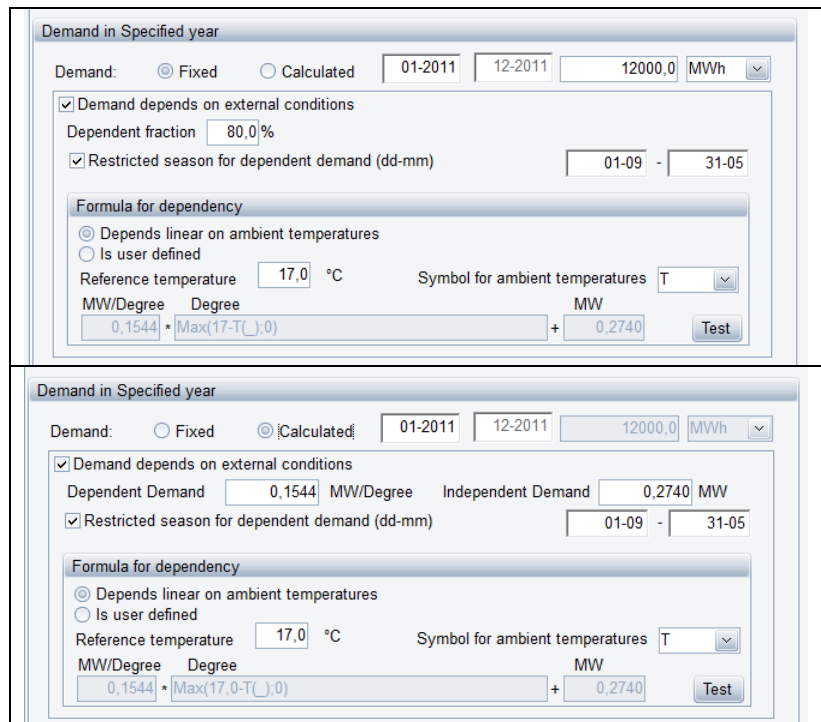 Demand in Specified year
Demand: Fixed Calculated 01-2011 12-2011 12000,0 MWh
Demand depends on external conditions
Dependent fraction 80,0 %
Restricted season for dependent demand (dd-mm) 01-09 - 31-05
Formula for dependency
Depends linear on ambient temperatures
Is user defined
Reference temperature 17,0 °C Symbol for ambient temperatures T
MW/Degree Degree MW
0,1544 * Max(17-T(_);0) + 0,2740 Test
Demand in Specified year
Demand: Fixed Calculated 01-2011 12-2011 12000,0 MWh
Demand depends on external conditions
Dependent Demand 0,1544 MW/Degree Independent Demand 0,2740 MW
Restricted season for dependent demand (dd-mm) 01-09 - 31-05
Formula for dependency
Depends linear on ambient temperatures
Is user defined
Reference temperature 17,0 °C Symbol for ambient temperatures T
MW/Degree Degree MW
0,1544 * Max(17,0-T(_);0) + 0,2740 Test